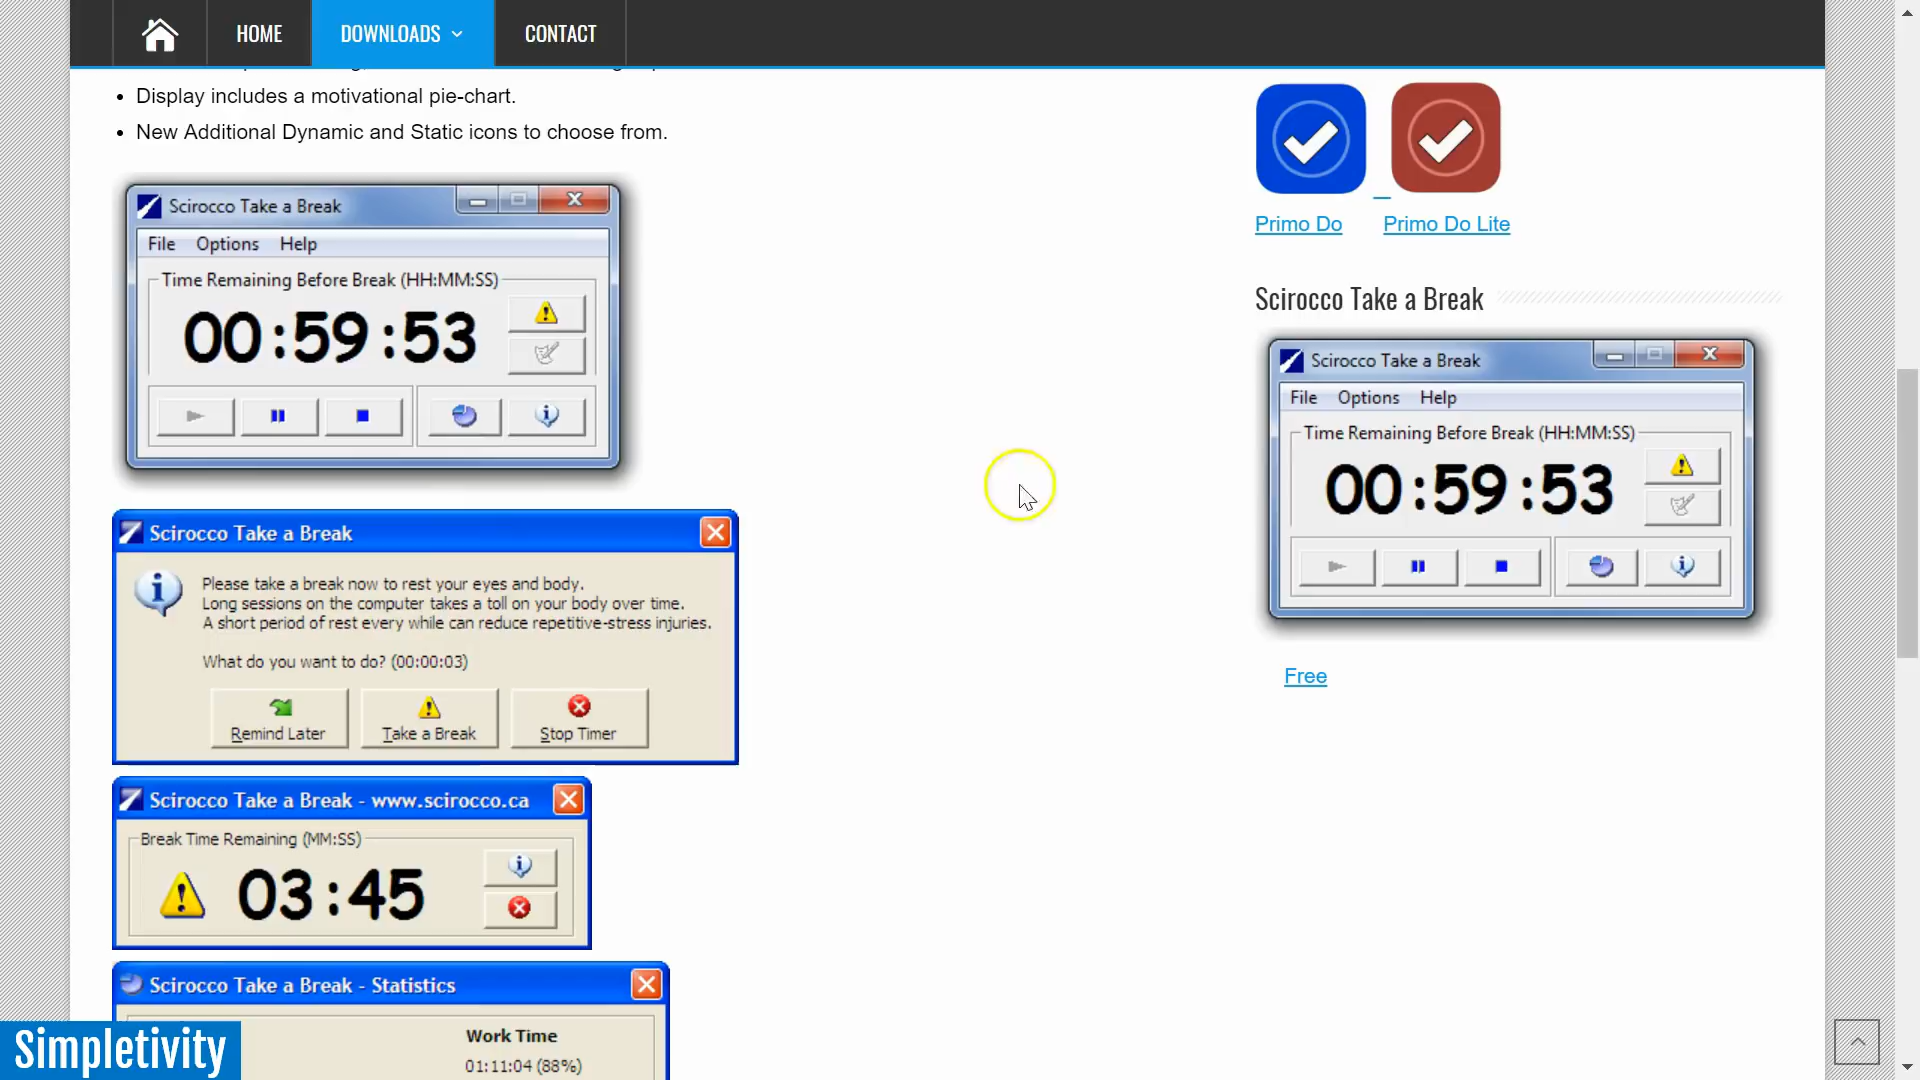 HOME
DOWNLOADS
CONTACT
Display includes a motivational pie-chart.
New Additional Dynamic and Static icons to choose from.
Scirocco Take a Break
File Options Help
Time Remaining Before Break (HH:MM:SS)
00:59:53
Scirocco Take a Break
Please take a break now to rest your eyes and body.
Long sessions on the computer takes a toll on your body over time.
A short period of rest every while can reduce repetitive-stress injuries.
What do you want to do? (00:00:03)
Remind Later
Take a Break
Stop Timer
Scirocco Take a Break - www.scirocco.ca
Break Time Remaining (MM:SS)
03:45
Scirocco Take a Break - Statistics
Work Time
01:11:04 (88%)
Primo Do
Primo Do Lite
Scirocco Take a Break
Scirocco Take a Break
File Options Help
Time Remaining Before Break (HH:MM:SS)
00:59:53
Free
Simpletivity